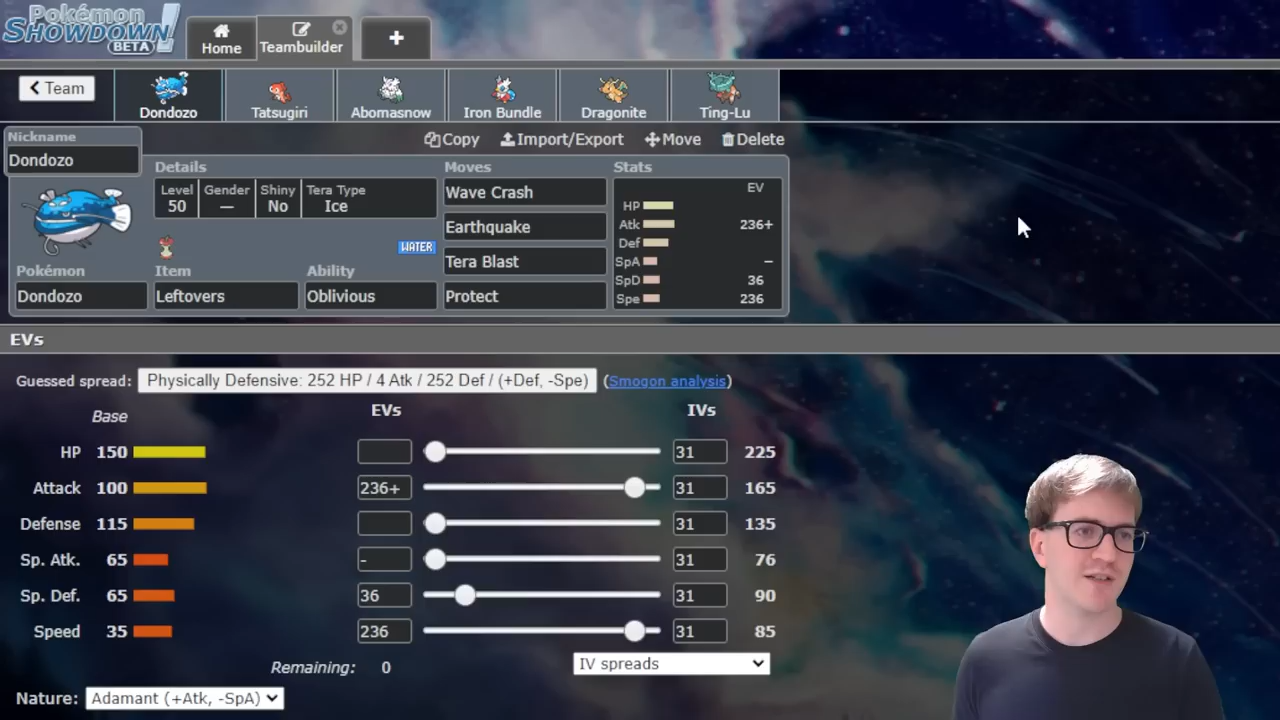 Pokémon
SHOWDOWN!
BETA
Home
Teambuilder
+
Team
Dondozo
Tatsugiri
Abomasnow
Iron Bundle
Dragonite
Ting-Lu
Nickname
Dondozo
Copy
Import/Export
Move
Delete
Details
Level
50
Gender
—
Shiny
No
Tera Type
Ice
WATER
Pokémon
Dondozo
Item
Leftovers
Ability
Oblivious
Moves
Wave Crash
Earthquake
Tera Blast
Protect
Stats
EV
HP
Atk 236+
Def
SpA –
SpD 36
Spe 236
EVs
Guessed spread: Physically Defensive: 252 HP / 4 Atk / 252 Def / (+Def, -Spe) (Smogon analysis)
Base EVs IVs
HP 150 31 225
Attack 100 236+ 31 165
Defense 115 31 135
Sp. Atk. 65 - 31 76
Sp. Def. 65 36 31 90
Speed 35 236 31 85
Remaining: 0 IV spreads
Nature: Adamant (+Atk, -SpA)